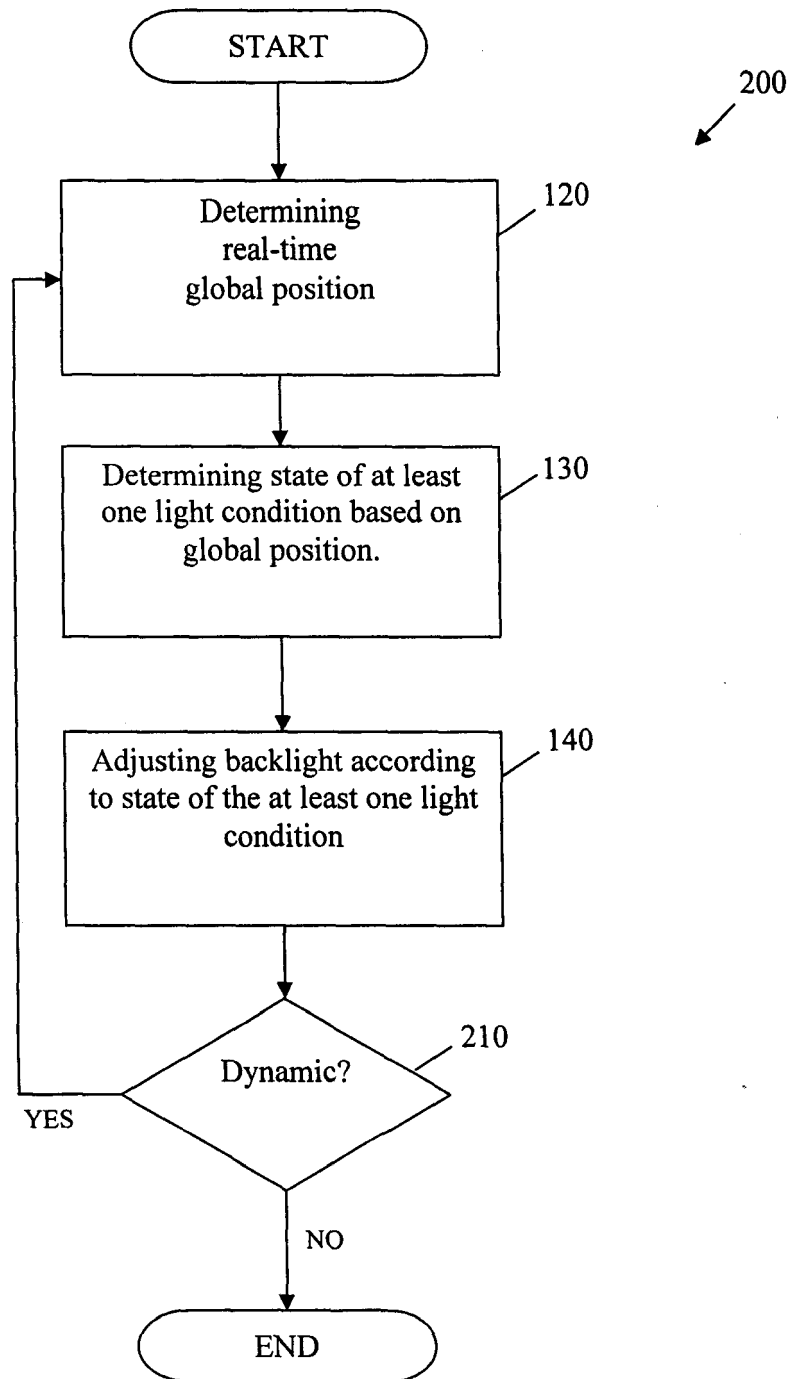 START
200
Determining
real-time
global position
120
Determining state of at least
one light condition based on
global position.
130
Adjusting backlight according
to state of the at least one light
condition
140
Dynamic?
210
YES
NO
END